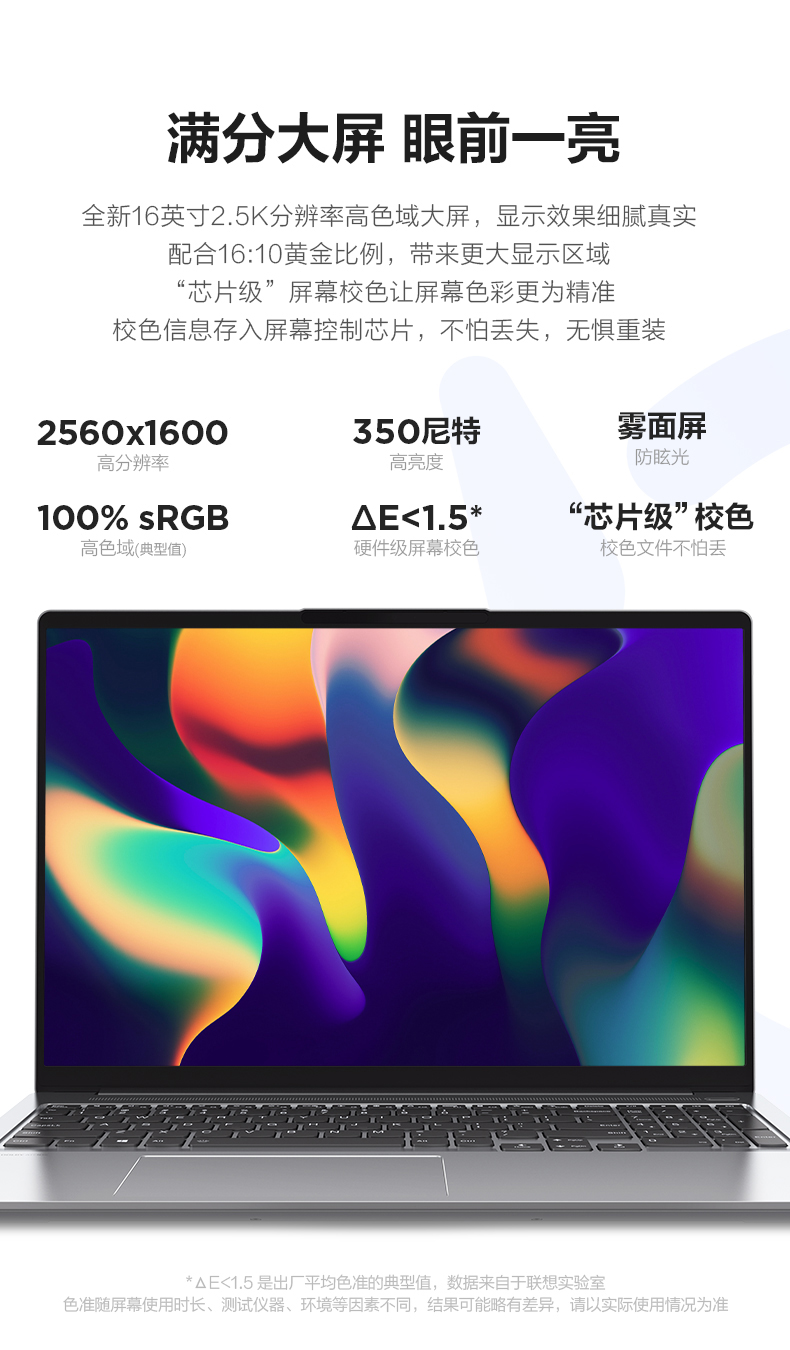 满分大屏 眼前一亮
全新16英寸2.5K分辨率高色域大屏，显示效果细腻真实
配合16:10黄金比例，带来更大显示区域
“芯片级”屏幕校色让屏幕色彩更为精准
校色信息存入屏幕控制芯片，不怕丢失，无惧重装
2560x1600 350尼特 雾面屏
高分辨率 高亮度 防眩光
100% sRGB ΔE<1.5* “芯片级”校色
高色域(典型值) 硬件级屏幕校色 校色文件不怕丢
*ΔE<1.5 是出厂平均色准的典型值，数据来自于联想实验室
色准随屏幕使用时长、测试仪器、环境等因素不同，结果可能略有差异，请以实际使用情况为准